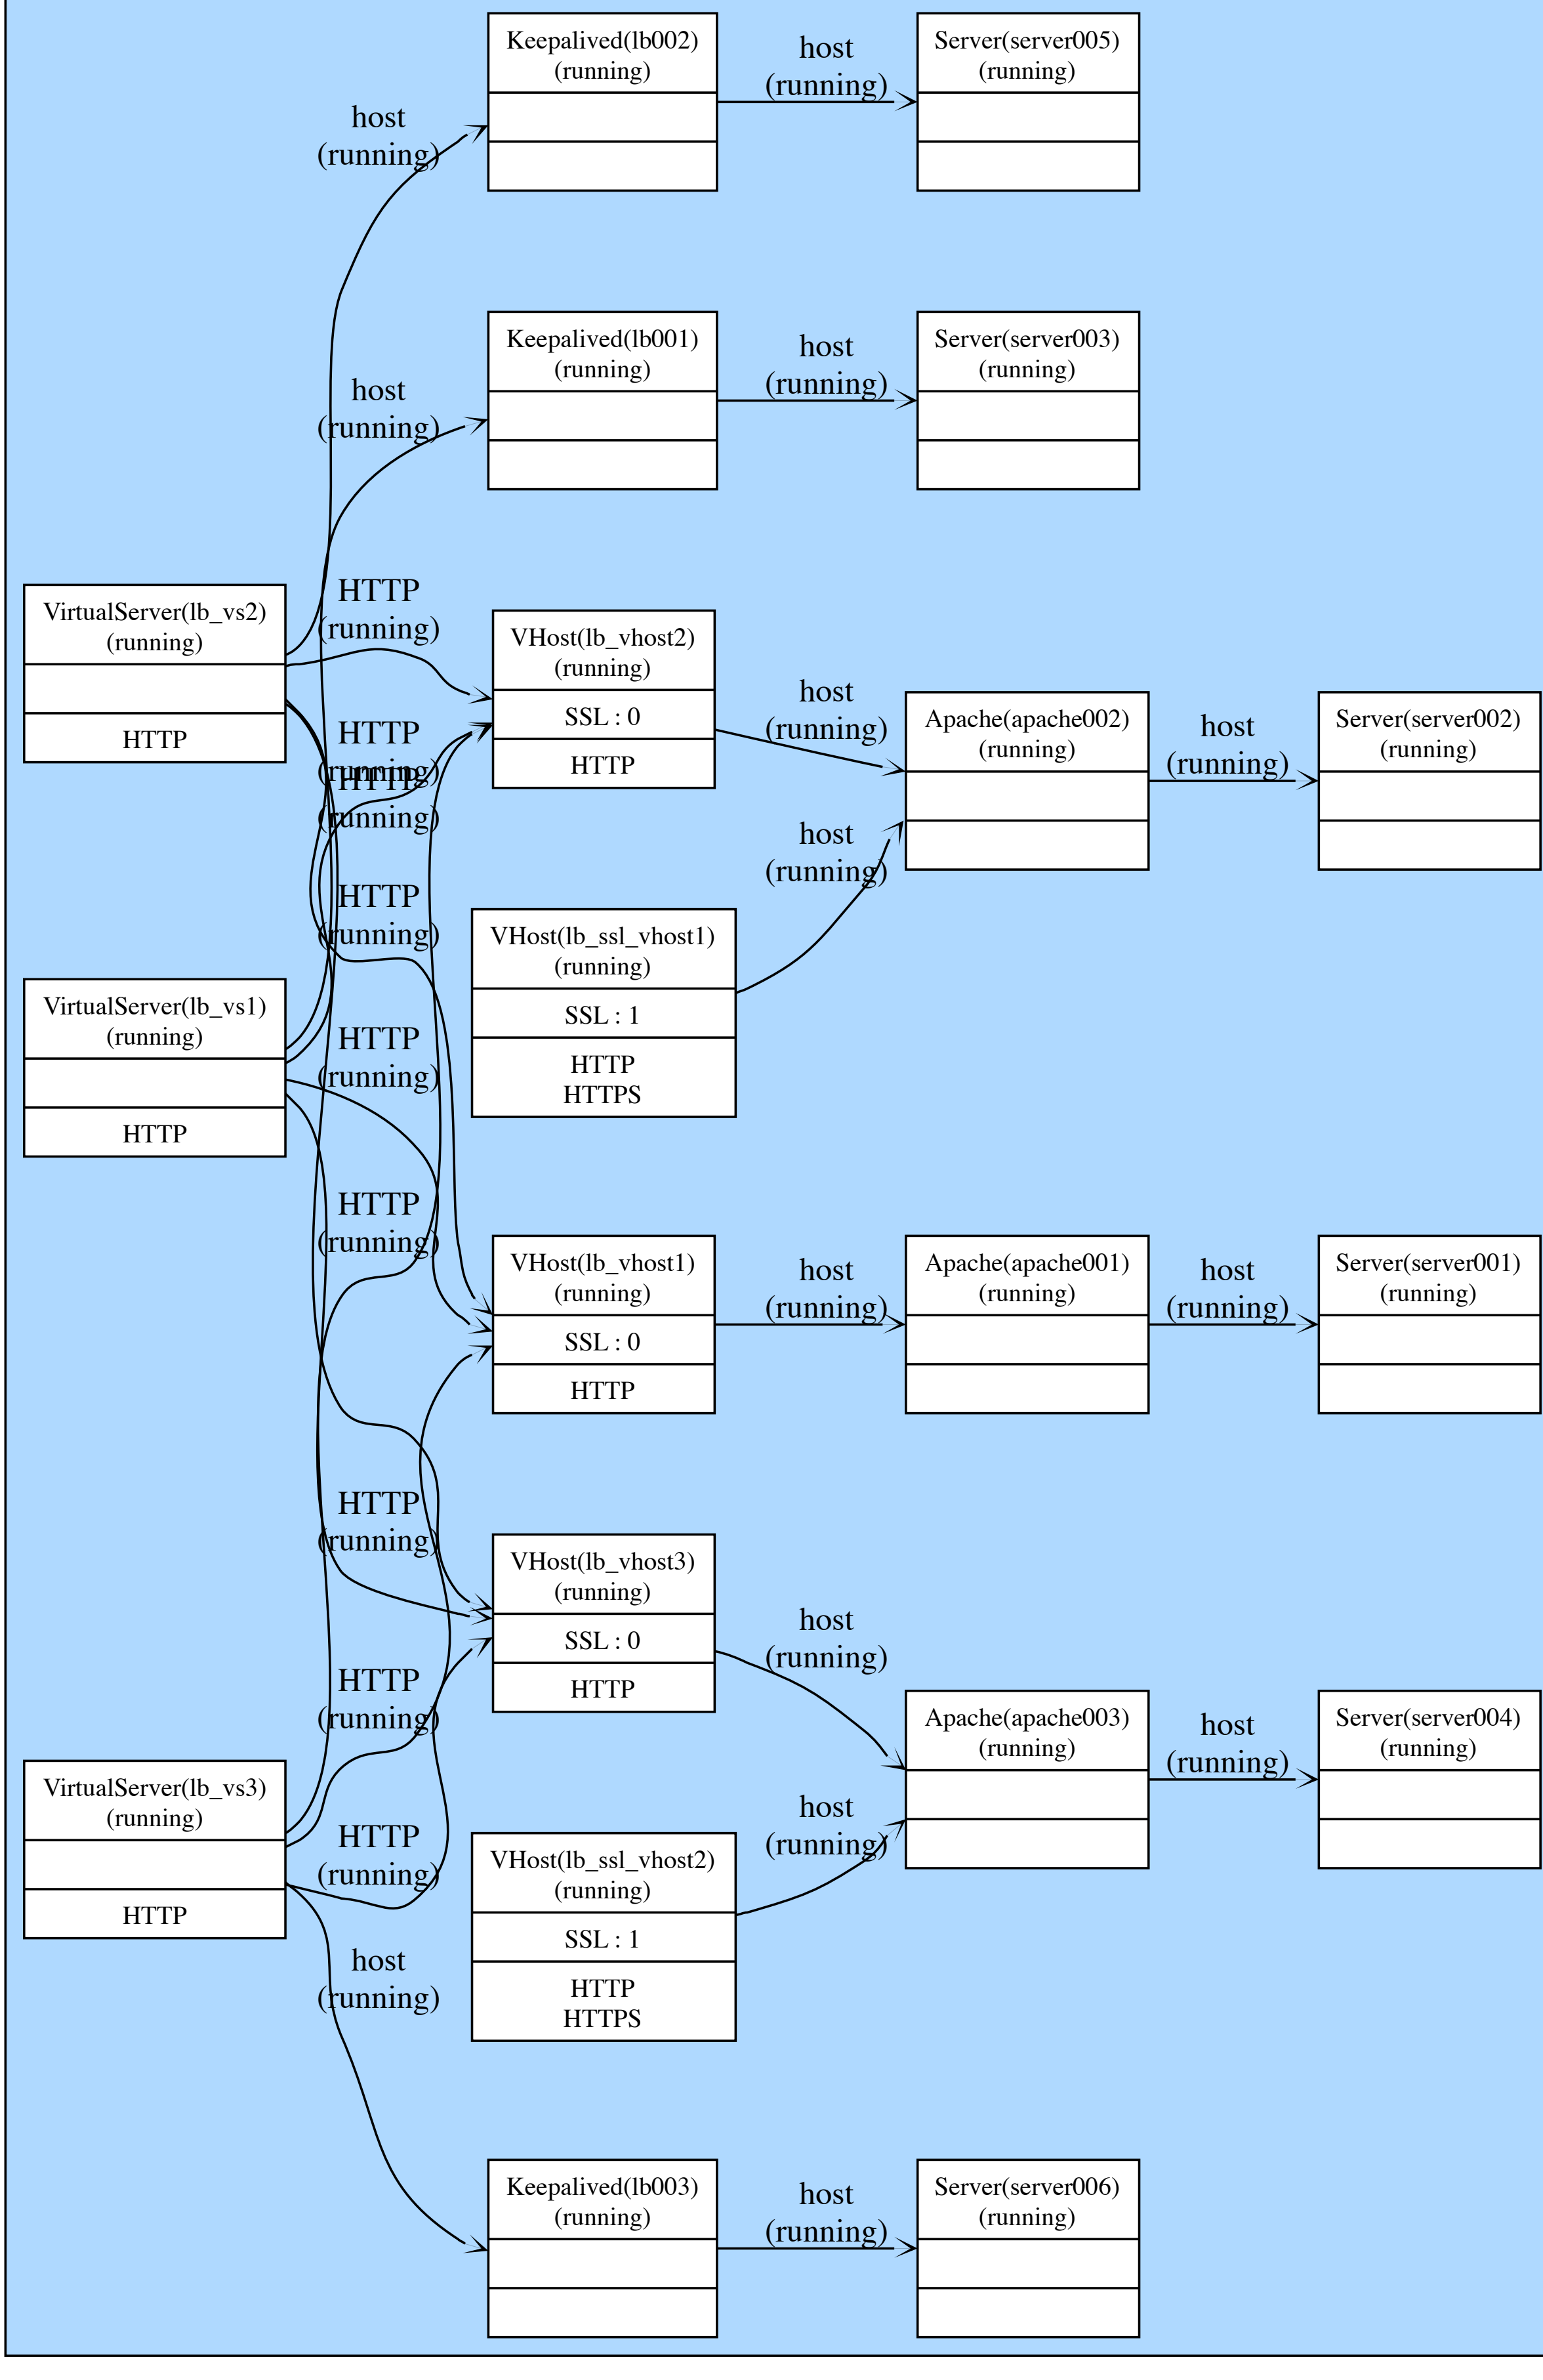 Keepalived(lb002)
(running)
host
(running)
Server(server005)
(running)
host
(running)
Keepalived(lb001)
(running)
host
(running)
Server(server003)
(running)
host
(running)
VirtualServer(lb_vs2)
(running)
HTTP
HTTP
(running)
VHost(lb_vhost2)
(running)
SSL : 0
HTTP
host
(running)
Apache(apache002)
(running)
host
(running)
Server(server002)
(running)
HTTP
(running)
HTTP
(running)
host
(running)
HTTP
(running)
VHost(lb_ssl_vhost1)
(running)
SSL : 1
HTTP
HTTPS
VirtualServer(lb_vs1)
(running)
HTTP
HTTP
(running)
HTTP
(running)
VHost(lb_vhost1)
(running)
SSL : 0
HTTP
host
(running)
Apache(apache001)
(running)
host
(running)
Server(server001)
(running)
HTTP
(running)
VHost(lb_vhost3)
(running)
SSL : 0
HTTP
host
(running)
HTTP
(running)
Apache(apache003)
(running)
host
(running)
Server(server004)
(running)
VirtualServer(lb_vs3)
(running)
HTTP
HTTP
(running)
host
(running)
VHost(lb_ssl_vhost2)
(running)
SSL : 1
HTTP
HTTPS
host
(running)
Keepalived(lb003)
(running)
host
(running)
Server(server006)
(running)